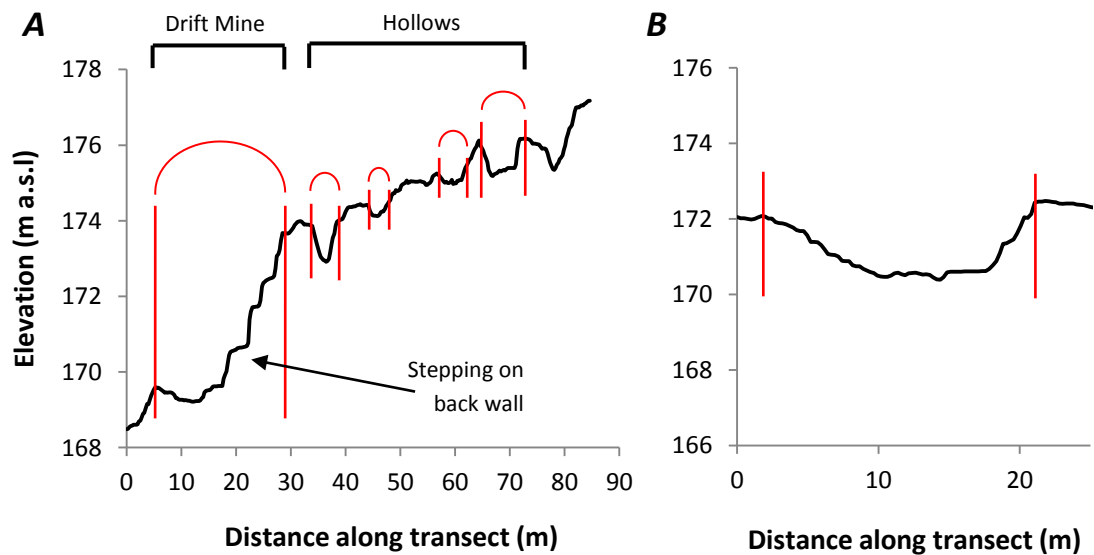 A
Drift Mine
Hollows
178
176
174
172
170
168
Elevation (m a.s.l)
Stepping on
back wall
0 10 20 30 40 50 60 70 80 90
Distance along transect (m)
B
176
174
172
170
168
166
0 20
Distance along transect (m)